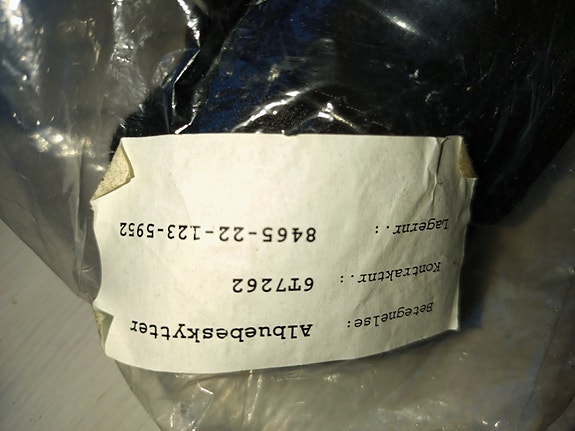 Betegnelse: Albuebeskytter
Kontraktnr.: 6T7262
Lagernr.: 8465-22-123-5952